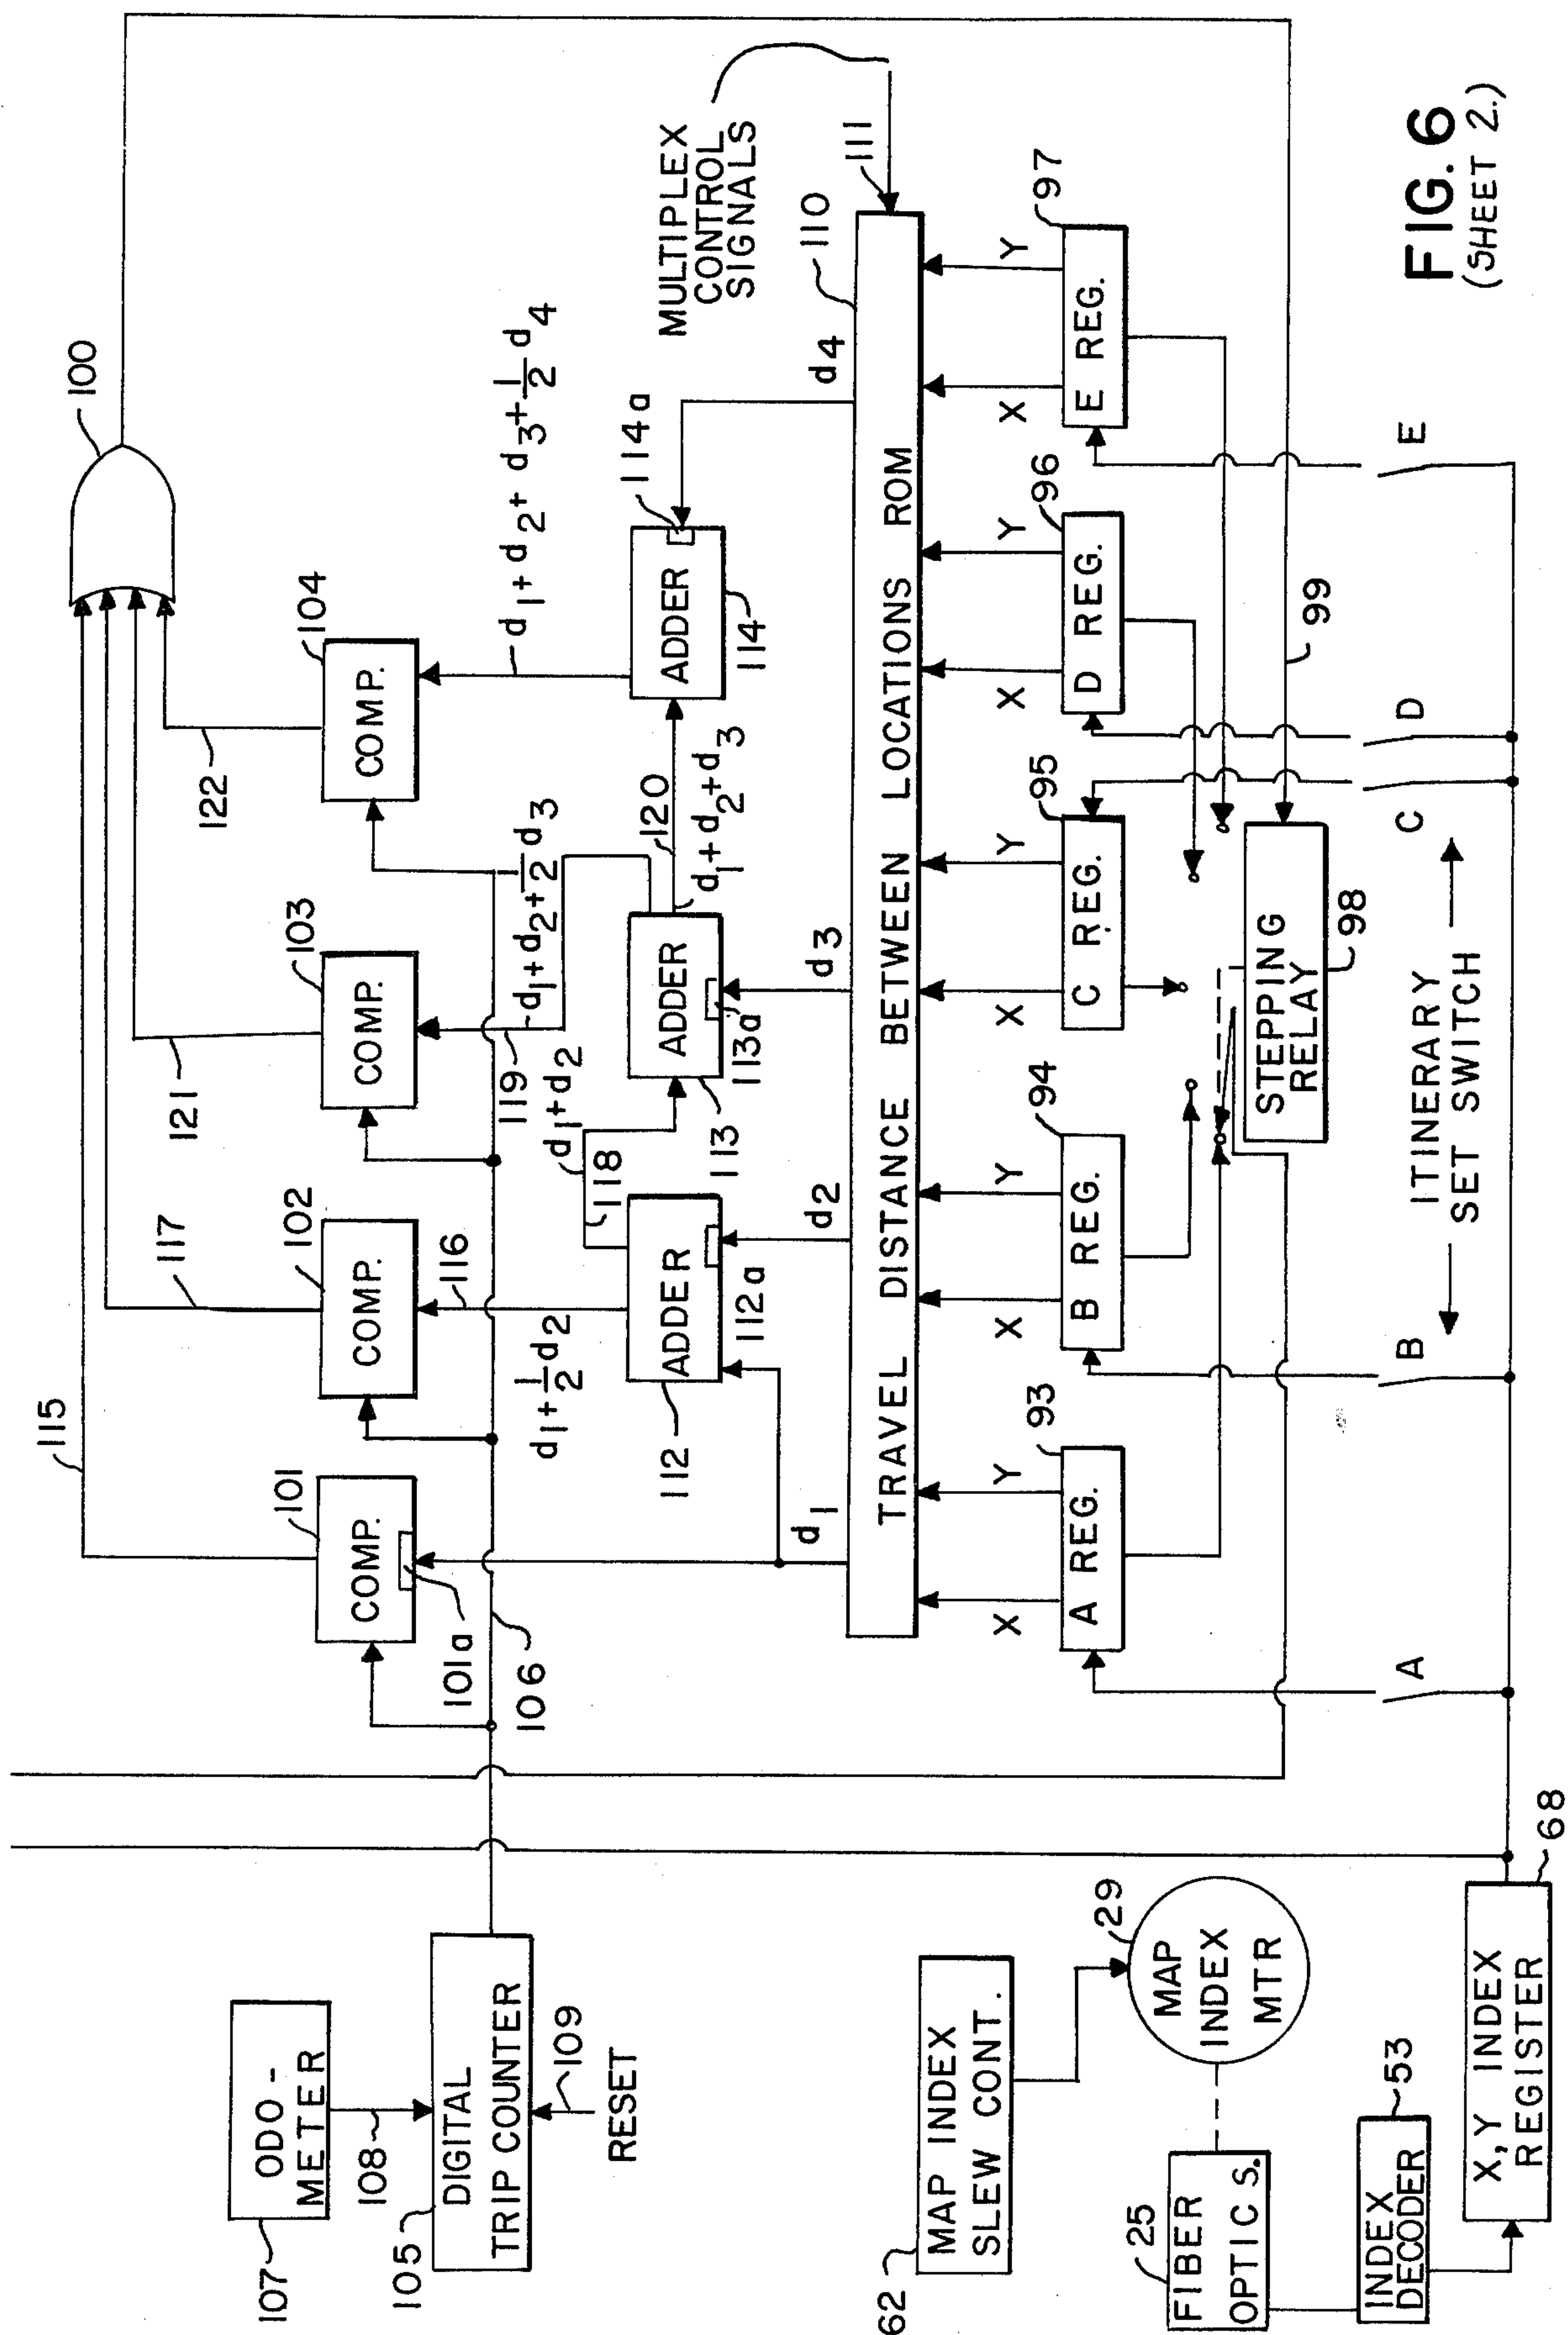 100
115
117
121
122
101
COMP.
101a
102
COMP.
103
COMP.
104
COMP.
107
ODO-
METER
108
105
DIGITAL
TRIP COUNTER
109
RESET
106
116
d1+1/2d2
119
d1+d2+1/2d3
d1+d2+d3+1/2d4
118
d1+d2
120
d1+d2+d3
112
ADDER
112a
113
ADDER
113a
114
ADDER
114a
MULTIPLEX
CONTROL
SIGNALS
d1
d2
d3
d4
110
111
TRAVEL DISTANCE BETWEEN LOCATIONS ROM
X
Y
X
Y
X
Y
X
Y
X
Y
93
A REG.
94
B REG.
95
C REG.
96
D REG.
97
E REG.
62
MAP INDEX
SLEW CONT.
29
MAP
INDEX
MTR
25
FIBER
OPTICS.
53
INDEX
DECODER
68
X,Y INDEX
REGISTER
STEPPING
RELAY
98
99
A
B
C
D
E
ITINERARY
SET SWITCH
FIG. 6
(SHEET 2.)